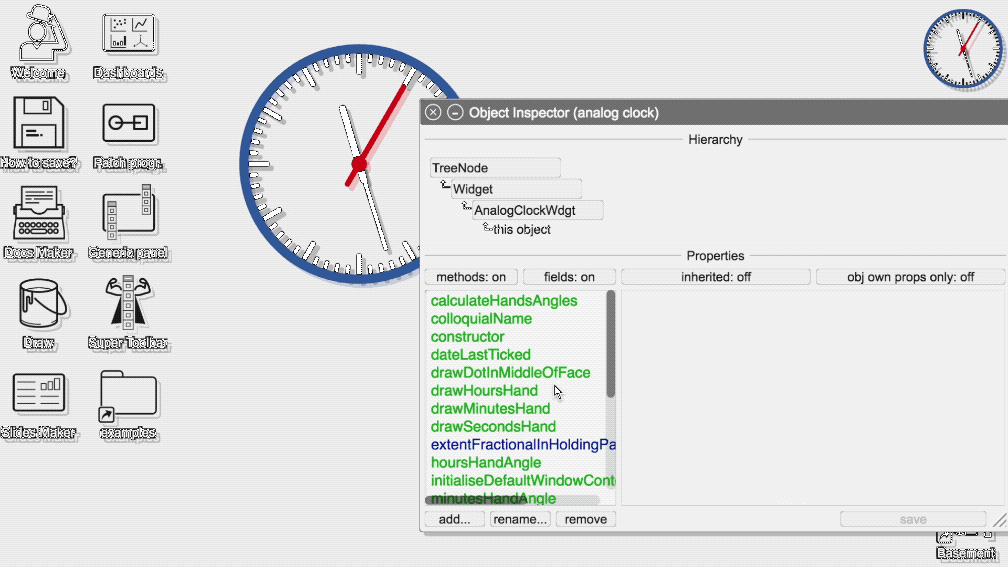 Welcome
Dashboards
How to save?
Patch progr.
Docs Maker
Generic panel
Draw
Super Toolbar
Slides Maker
examples
Object Inspector (analog clock)
Hierarchy
TreeNode
Widget
AnalogClockWdgt
this object
Properties
methods: on
fields: on
inherited: off
obj own props only: off
calculateHandsAngles
colloquialName
constructor
dateLastTicked
drawDotInMiddleOfFace
drawHoursHand
drawMinutesHand
drawSecondsHand
extentFractionalInHoldingPa
hoursHandAngle
initialiseDefaultWindowCont
minutesHandAngle
add...
rename...
remove
save
Basement